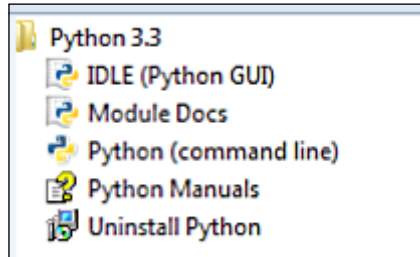 Python 3.3
IDLE (Python GUI)
Module Docs
Python (command line)
Python Manuals
Uninstall Python